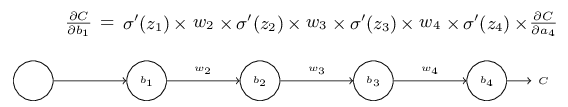 ∂C/∂b₁ = σ′(z₁) × w₂ × σ′(z₂) × w₃ × σ′(z₃) × w₄ × σ′(z₄) × ∂C/∂a₄
w₂ w₃ w₄
b₁ b₂ b₃ b₄ C